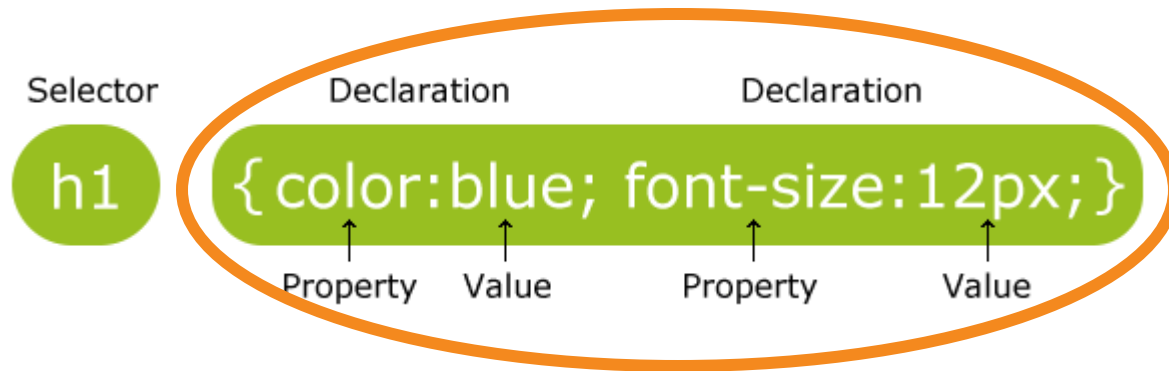 Selector Declaration Declaration
h1 {color:blue; font-size:12px;}
Property Value Property Value